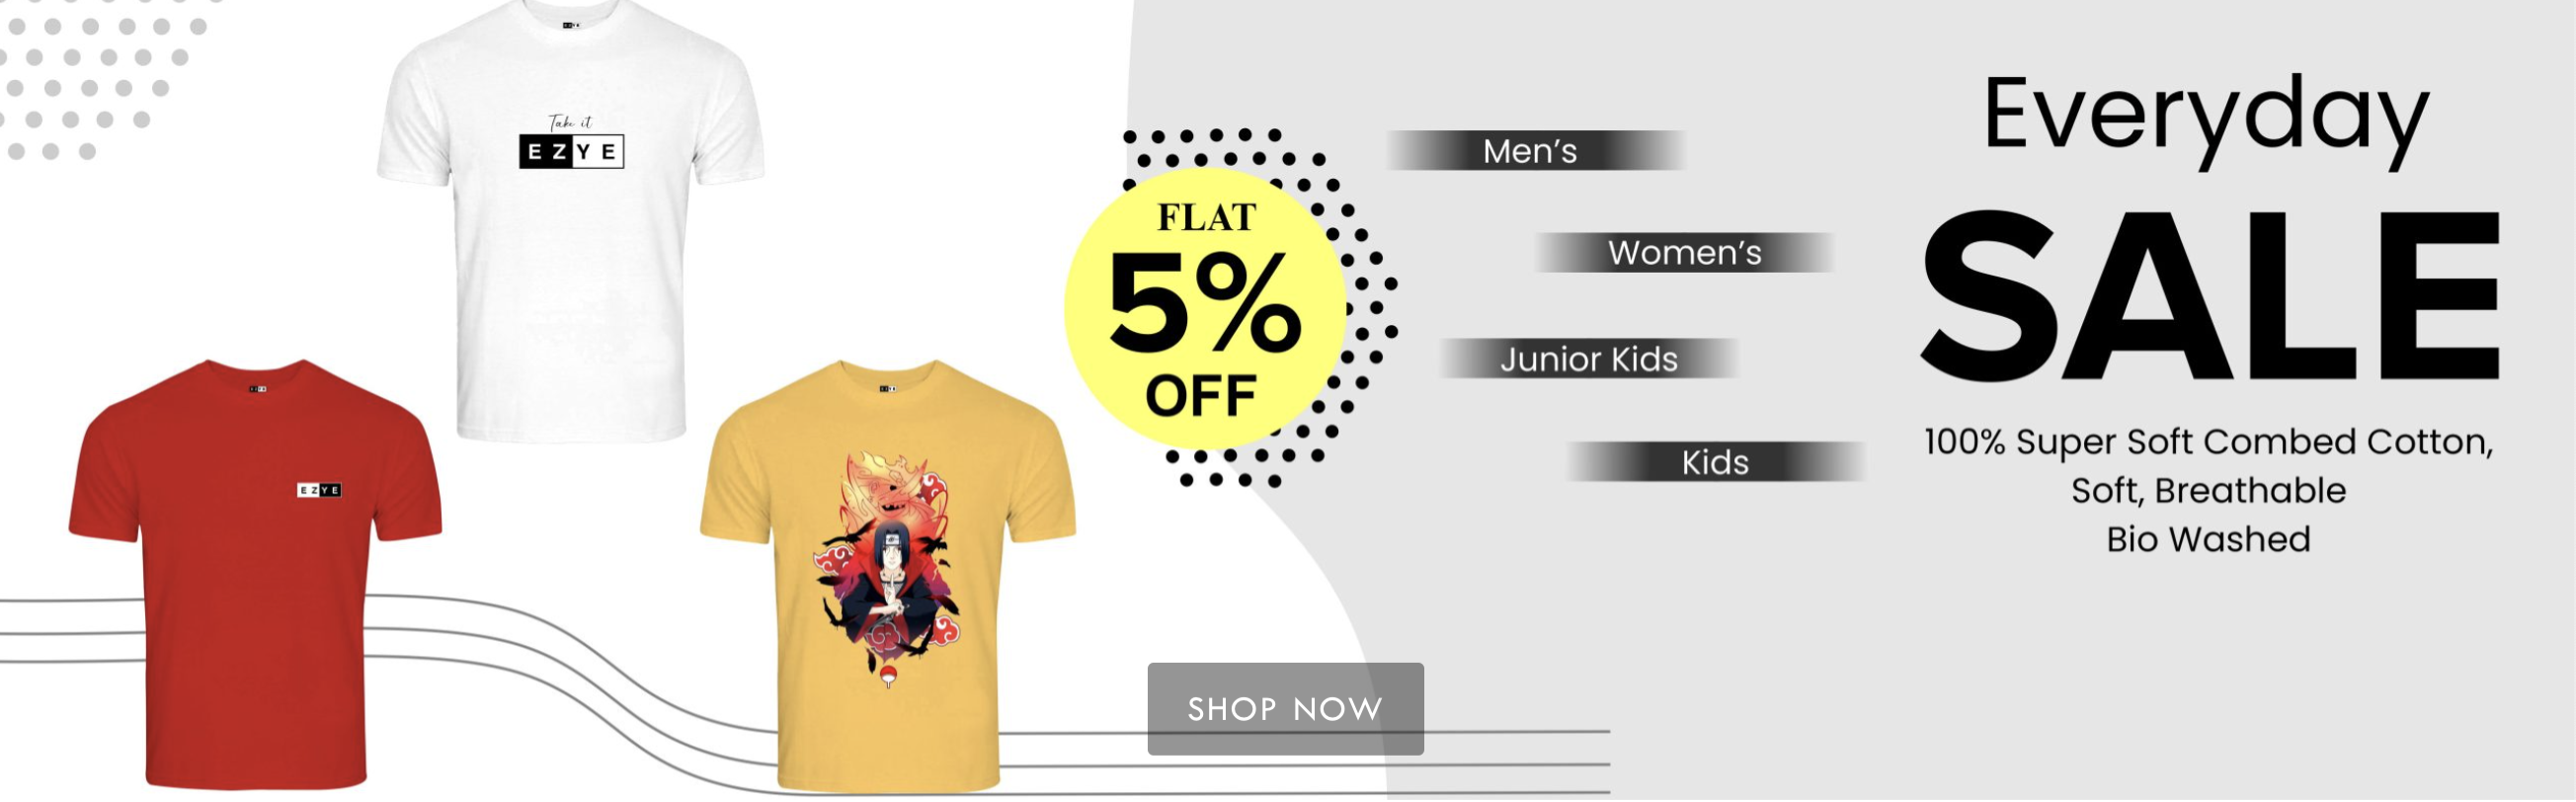 Take it
EZYE
EZYE
FLAT
5%
OFF
Men's
Women's
Junior Kids
Kids
Everyday
SALE
100% Super Soft Combed Cotton,
Soft, Breathable
Bio Washed
SHOP NOW